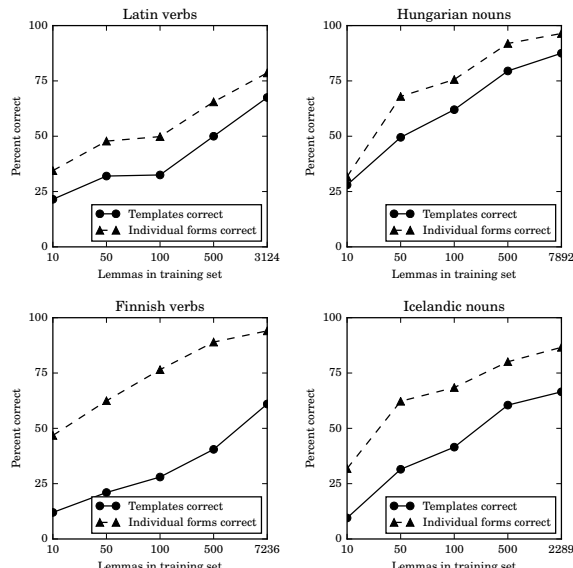 Latin verbs
100
75
50
25
0
Percent correct
Templates correct
Individual forms correct
10 50 100 500 3124
Lemmas in training set
Hungarian nouns
100
75
50
25
0
Percent correct
Templates correct
Individual forms correct
10 50 100 500 7892
Lemmas in training set
Finnish verbs
100
75
50
25
0
Percent correct
Templates correct
Individual forms correct
10 50 100 500 7236
Lemmas in training set
Icelandic nouns
100
75
50
25
0
Percent correct
Templates correct
Individual forms correct
10 50 100 500 2289
Lemmas in training set